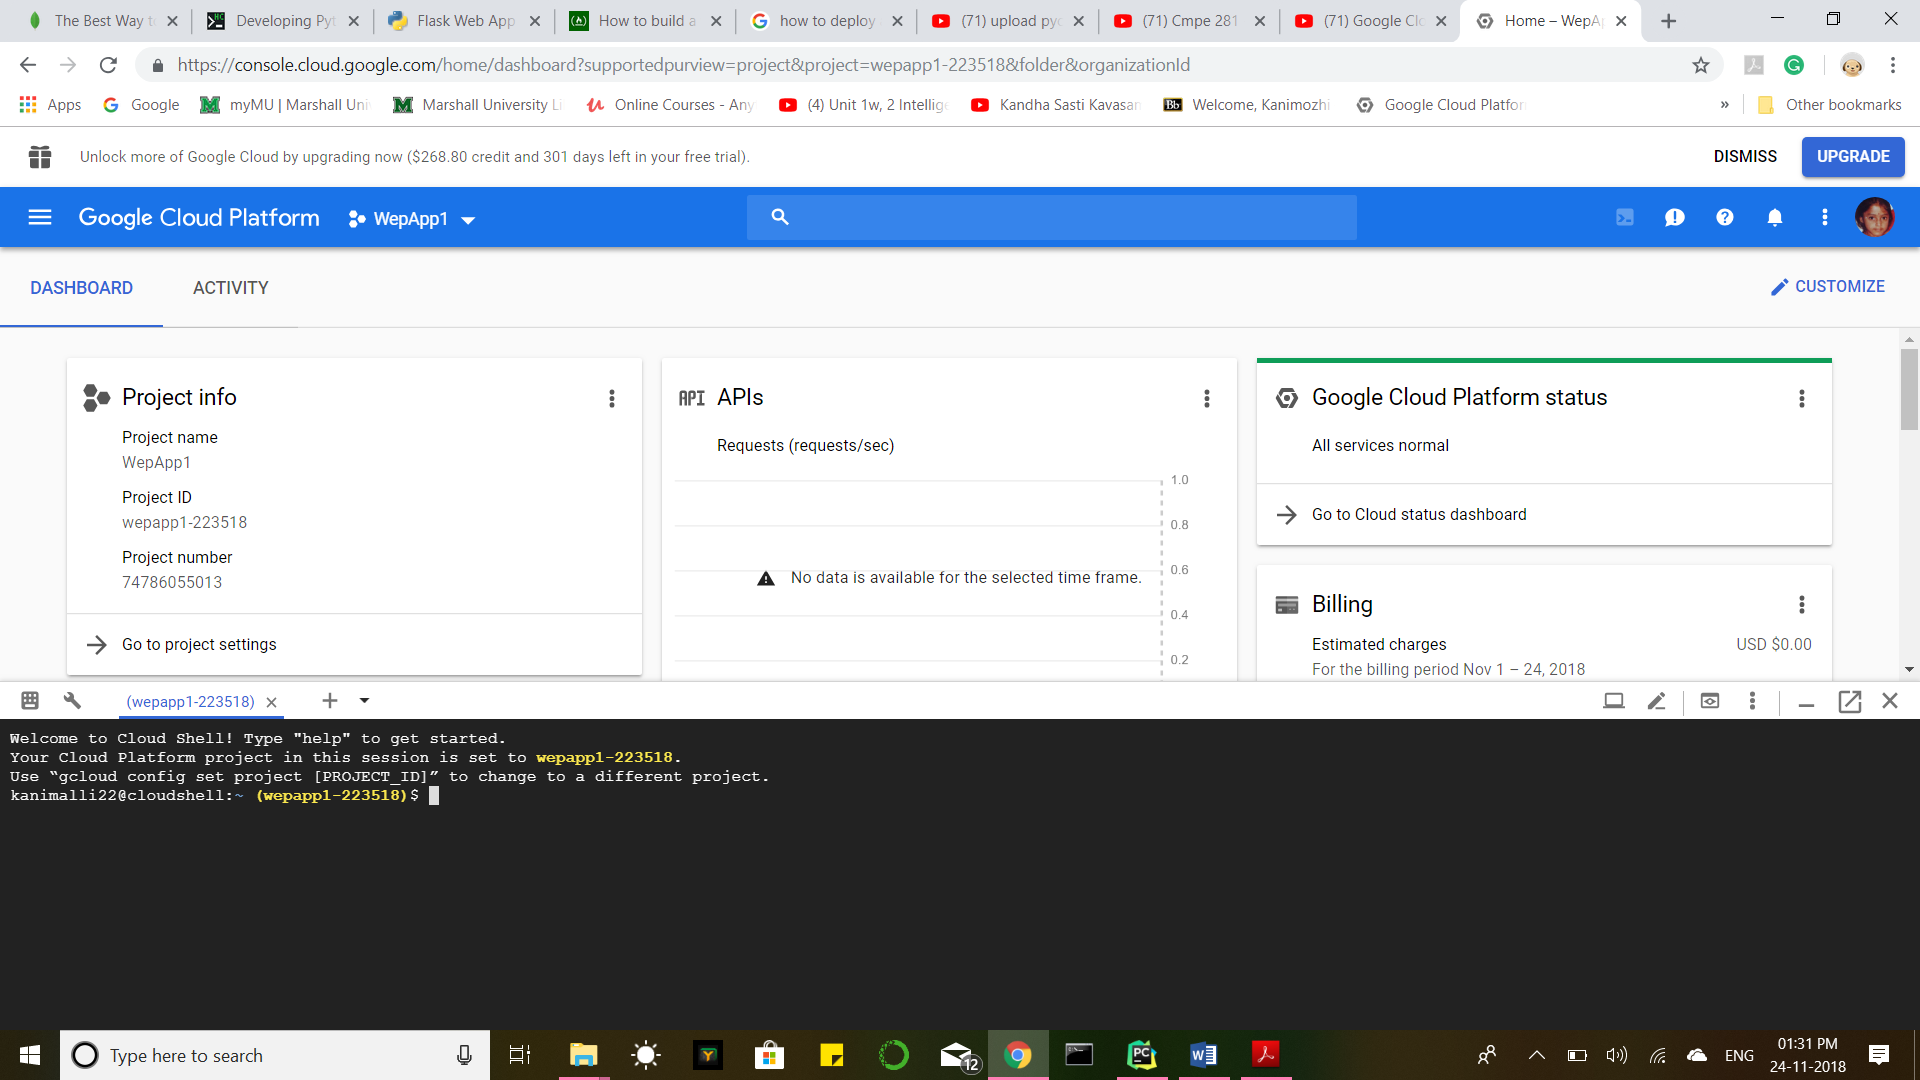 The Best Way t
Developing Pyt
Flask Web App
How to build a
how to deploy
(71) upload pyc
(71) Cmpe 281
(71) Google Clo
Home – WepAp
https://console.cloud.google.com/home/dashboard?supportedpurview=project&project=wepapp1-223518&folder&organizationId
Apps
Google
myMU | Marshall Uni
Marshall University Li
Online Courses - Any
(4) Unit 1w, 2 Intellig
Kandha Sasti Kavasam
Bb
Welcome, Kanimozhi
Google Cloud Platfor
»
Other bookmarks
Unlock more of Google Cloud by upgrading now ($268.80 credit and 301 days left in your free trial).
DISMISS
UPGRADE
Google Cloud Platform
WepApp1
DASHBOARD
ACTIVITY
CUSTOMIZE
Project info
Project name
WepApp1
Project ID
wepapp1-223518
Project number
74786055013
Go to project settings
API
APIs
Requests (requests/sec)
1.0
0.8
0.6
No data is available for the selected time frame.
0.4
0.2
Google Cloud Platform status
All services normal
Go to Cloud status dashboard
Billing
Estimated charges
USD $0.00
For the billing period Nov 1 – 24, 2018
(wepapp1-223518)
Welcome to Cloud Shell! Type "help" to get started.
Your Cloud Platform project in this session is set to wepapp1-223518.
Use “gcloud config set project [PROJECT_ID]” to change to a different project.
kanimalli22@cloudshell:~ (wepapp1-223518)$
Type here to search
12
ENG
01:31 PM
24-11-2018